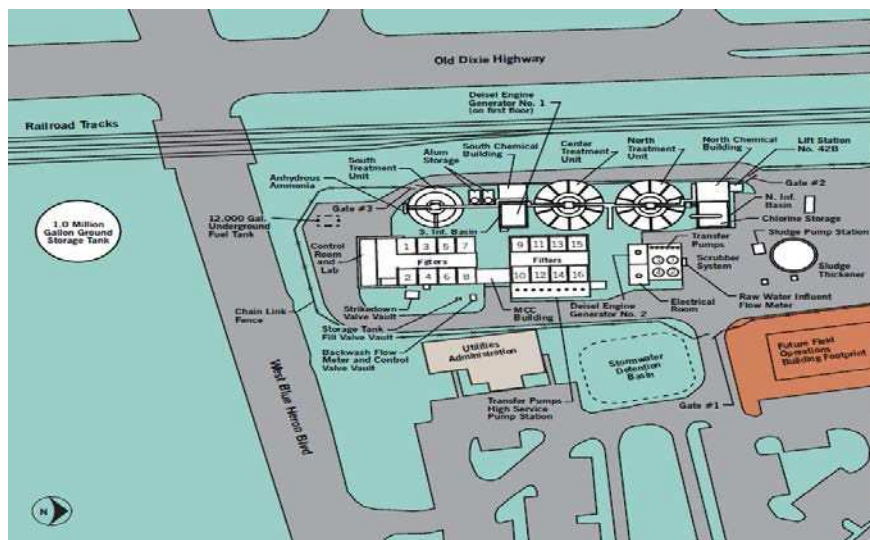 Old Dixie Highway
Railroad Tracks
Deisel Engine
Generator No. 1
(on first floor)
South Chemical
Building
Alum
Storage
South
Treatment
Unit
Anhydrous
Ammonia
Center
Treatment
Unit
North
Treatment
Unit
North Chemical
Building
Lift Station
No. 42B
Gate #2
Gate #3
N. Inf.
Basin
Chlorine Storage
S. Inf. Basin
12,000 Gal.
Underground
Fuel Tank
1.0 Million
Gallon Ground
Storage Tank
Control
Room
and Lab
1 3 5 7
Filters
2 4 6 8
9 11 13 15
Filters
10 12 14 16
Transfer
Pumps
Scrubber
System
Sludge Pump Station
Sludge
Thickener
Raw Water Influent
Flow Meter
Electrical
Room
Deisel Engine
Generator No. 2
MCC
Building
Strikedown
Valve Vault
Storage Tank
Fill Valve Vault
Backwash Flow
Meter and Control
Valve Vault
Chain Link
Fence
Utilities
Administration
Transfer Pumps
High Service
Pump Station
Stormwater
Detention
Basin
Gate #1
Future Field
Operations
Building Footprint
West Blue Heron Blvd
N